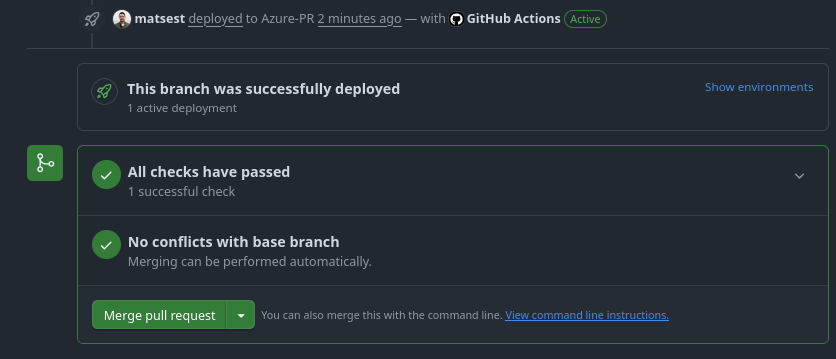 matsest deployed to Azure-PR 2 minutes ago — with GitHub Actions Active
This branch was successfully deployed
Show environments
1 active deployment
All checks have passed
1 successful check
No conflicts with base branch
Merging can be performed automatically.
Merge pull request
You can also merge this with the command line. View command line instructions.